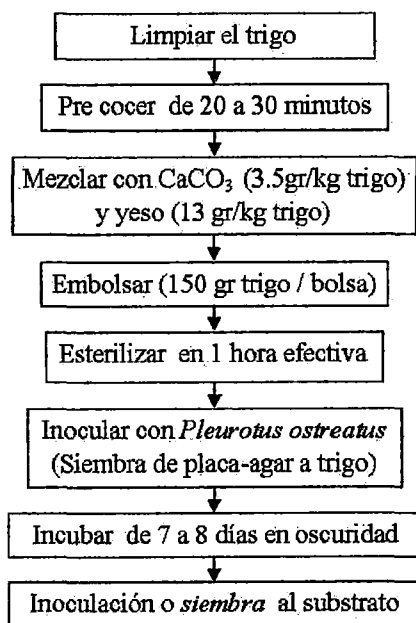 Limpiar el trigo
Pre cocer de 20 a 30 minutos
Mezclar con CaCO₃ (3.5gr/kg trigo)
y yeso (13 gr/kg trigo)
Embolsar (150 gr trigo / bolsa)
Esterilizar en 1 hora efectiva
Inocular con Pleurotus ostreatus
(Siembra de placa-agar a trigo)
Incubar de 7 a 8 días en oscuridad
Inoculación o siembra al substrato